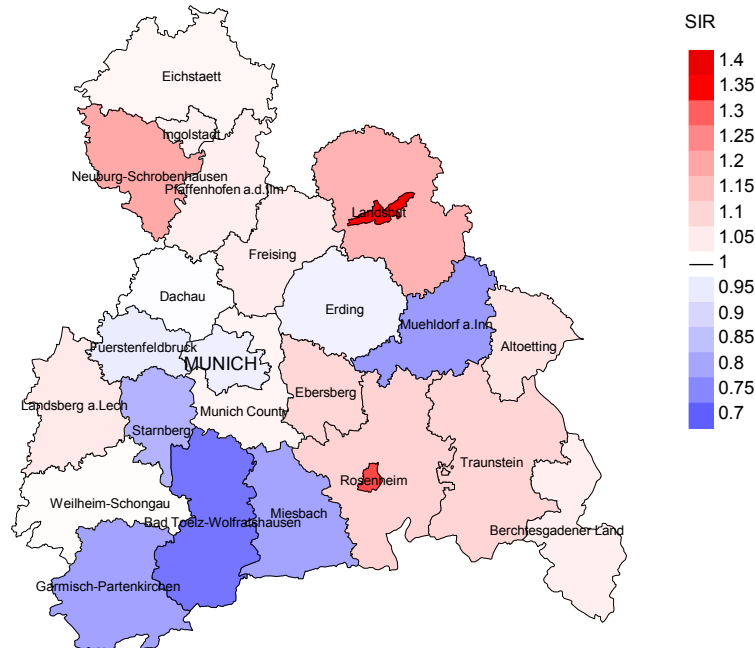 SIR
1.4
1.35
1.3
1.25
1.2
1.15
1.1
1.05
1
0.95
0.9
0.85
0.8
0.75
0.7
Eichstaett
Ingolstadt
Neuburg-Schrobenhausen
Pfaffenhofen a.d.Ilm
Landshut
Freising
Dachau
Erding
Muehldorf a.Inn
Fuerstenfeldbruck
MUNICH
Altoetting
Ebersberg
Landsberg a.Lech
Munich County
Starnberg
Traunstein
Rosenheim
Weilheim-Schongau
Miesbach
Bad Toelz-Wolfratshausen
Berchtesgadener Land
Garmisch-Partenkirchen